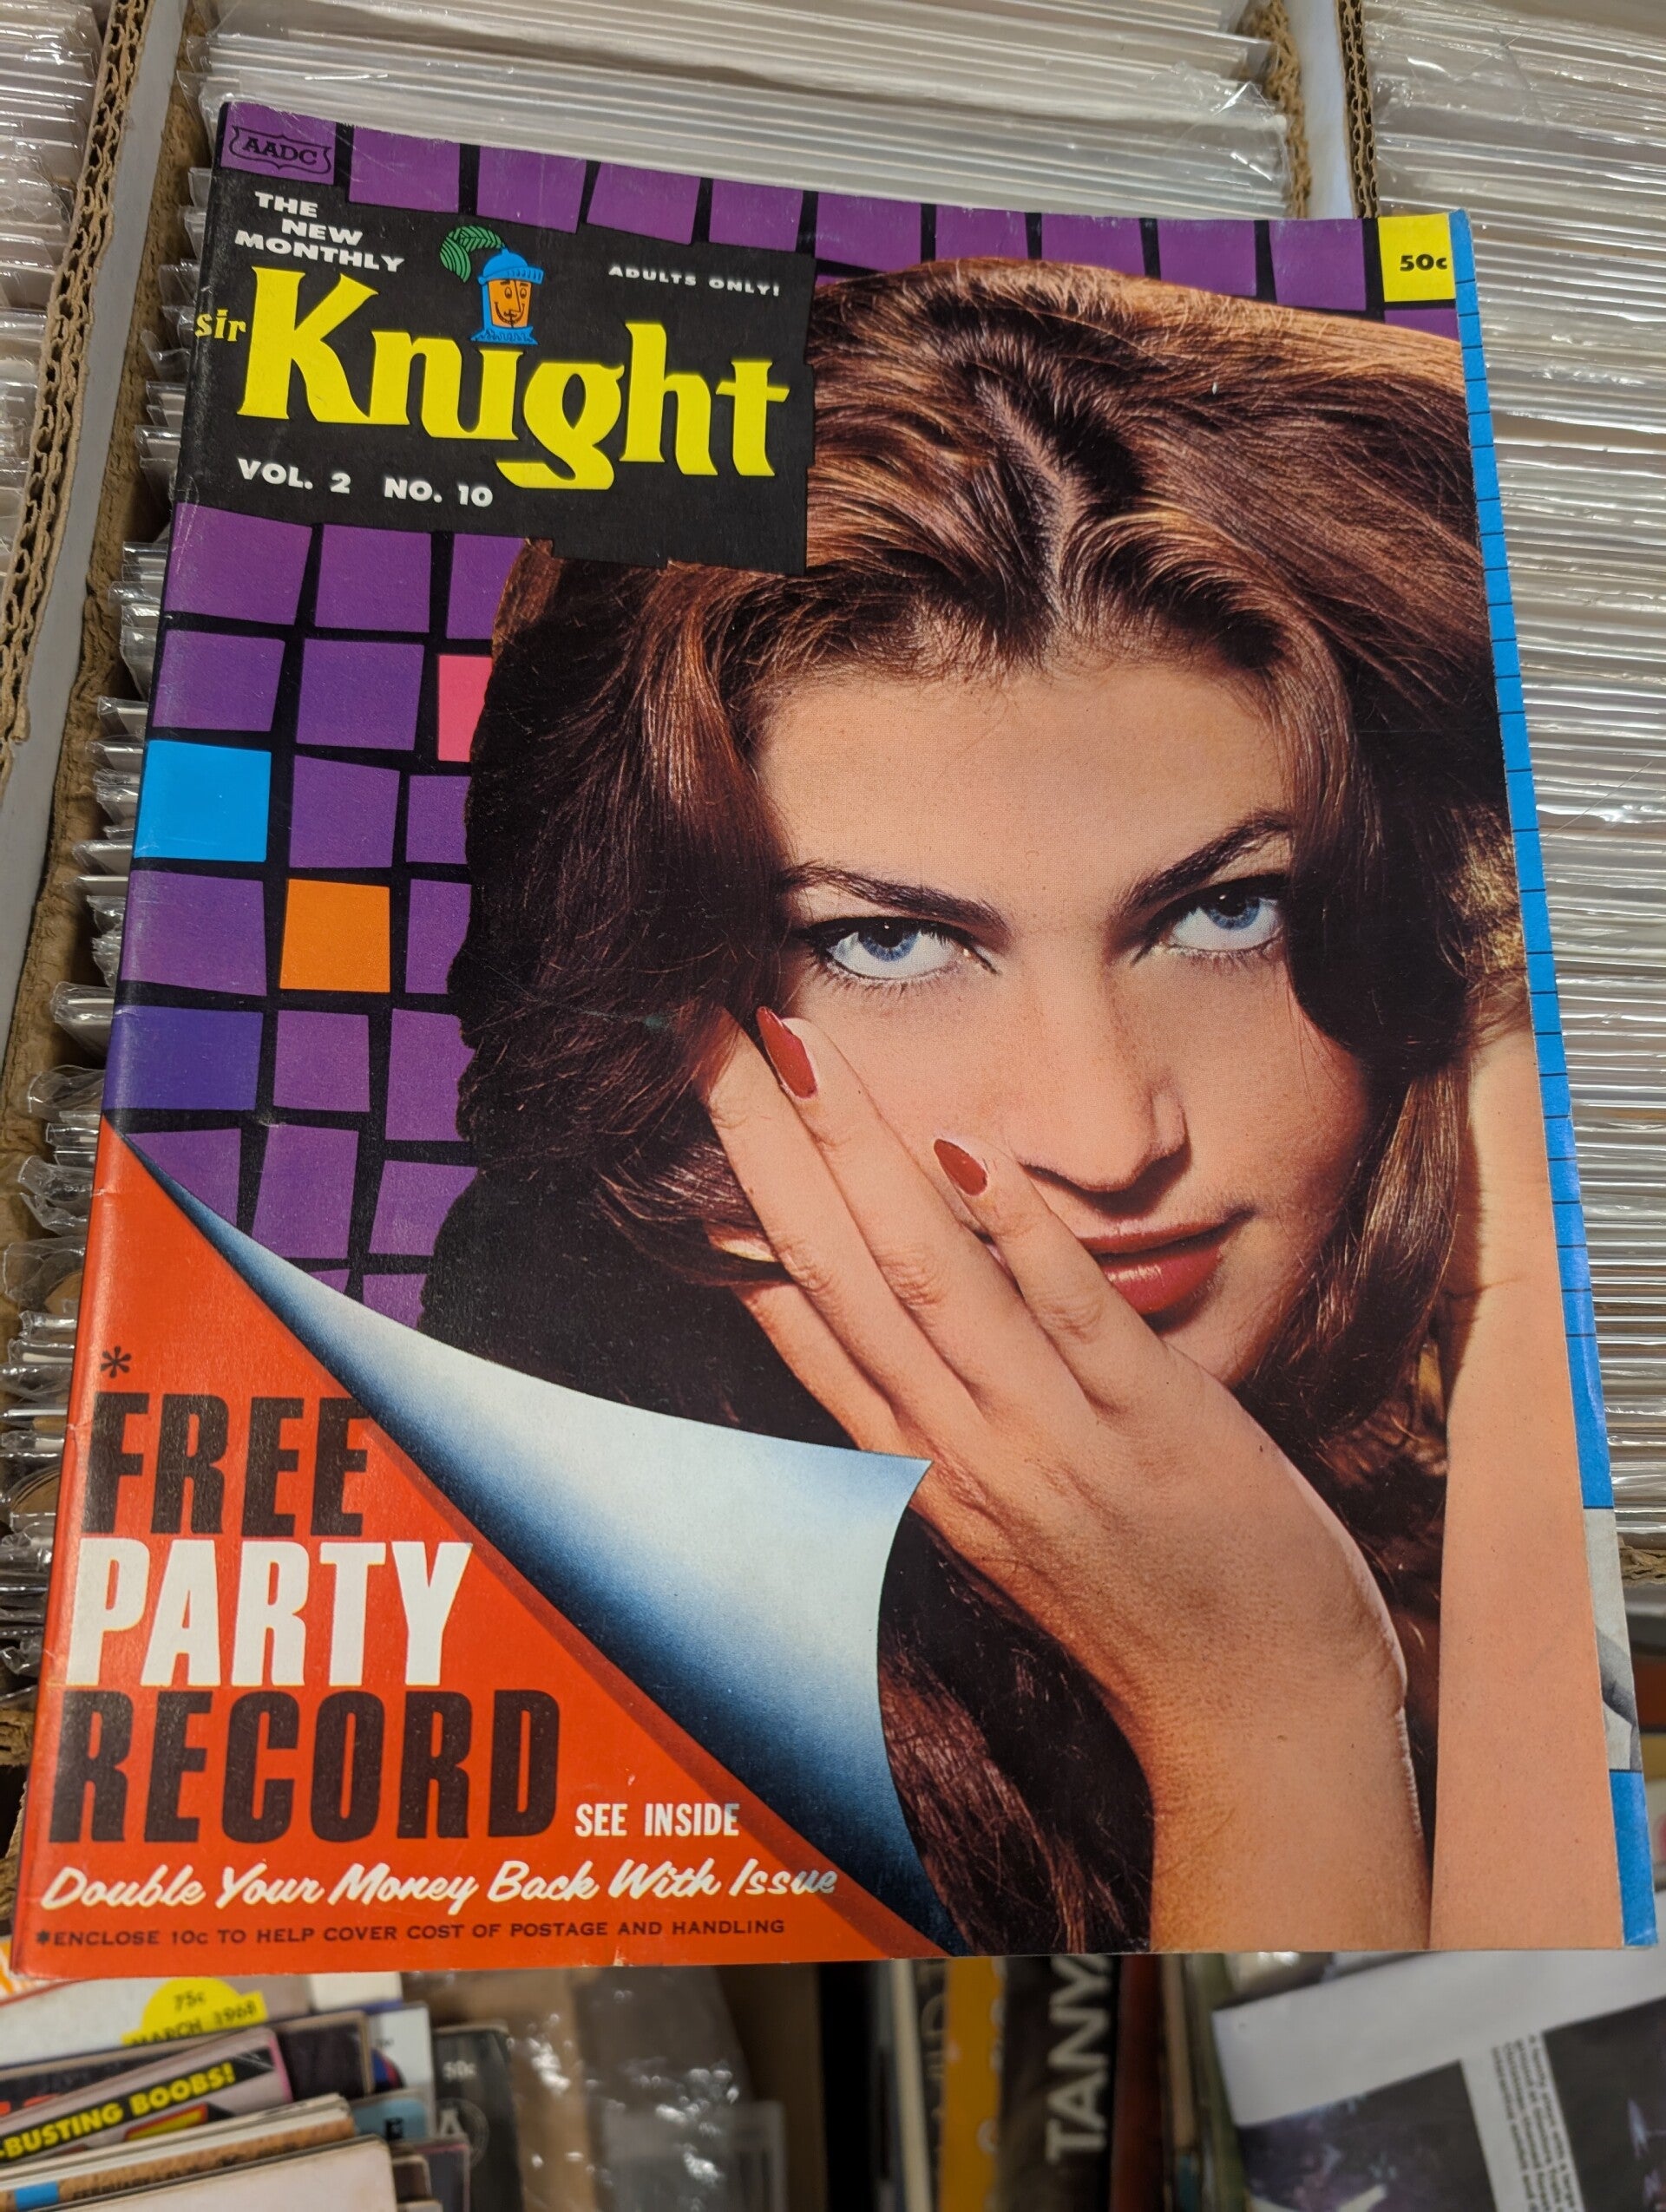 AADC
THE
NEW
MONTHLY
ADULTS ONLY!
50c
sir Knight
VOL. 2 NO. 10
*
FREE
PARTY
RECORD
SEE INSIDE
Double Your Money Back With Issue
*ENCLOSE 10c TO HELP COVER COST OF POSTAGE AND HANDLING
75c
MARCH 1968
-BUSTING BOOBS!
50c
TANYA